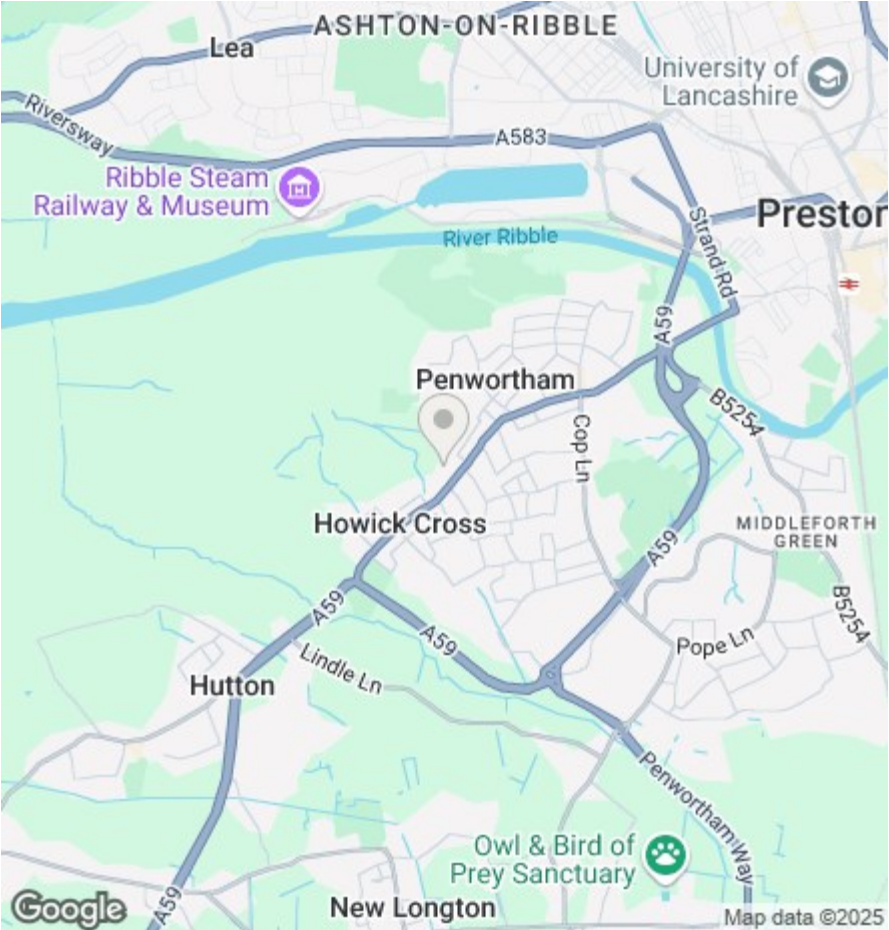 ASHTON-ON-RIBBLE
Lea
University of
Lancashire
Riversway
A583
Ribble Steam
Railway & Museum
Preston
Strand Rd
River Ribble
A59
Penwortham
B5254
Cop Ln
Howick Cross
MIDDLEFORTH
GREEN
A59
A59
B5254
A59
Pope Ln
Lindle Ln
Hutton
Penwortham Way
Owl & Bird of
Prey Sanctuary
A59
New Longton
Google
Map data ©2025